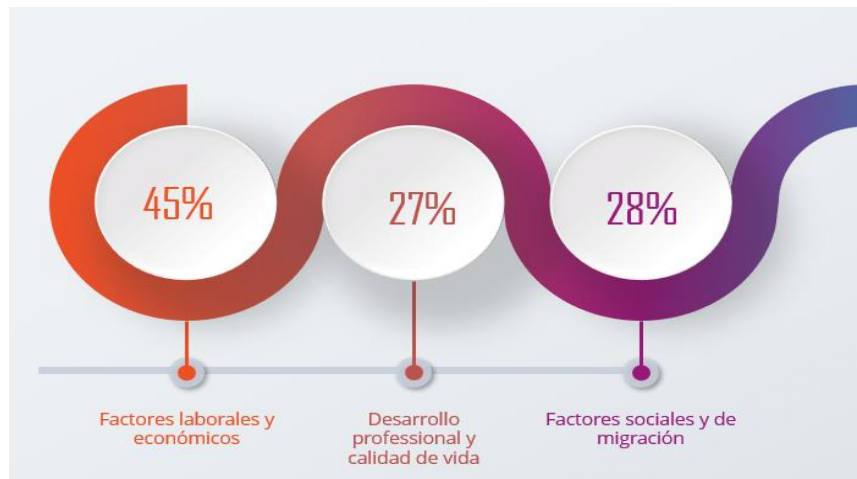 45%
27%
28%
Factores laborales y
económicos
Desarrollo
professional y
calidad de vida
Factores sociales y de
migración